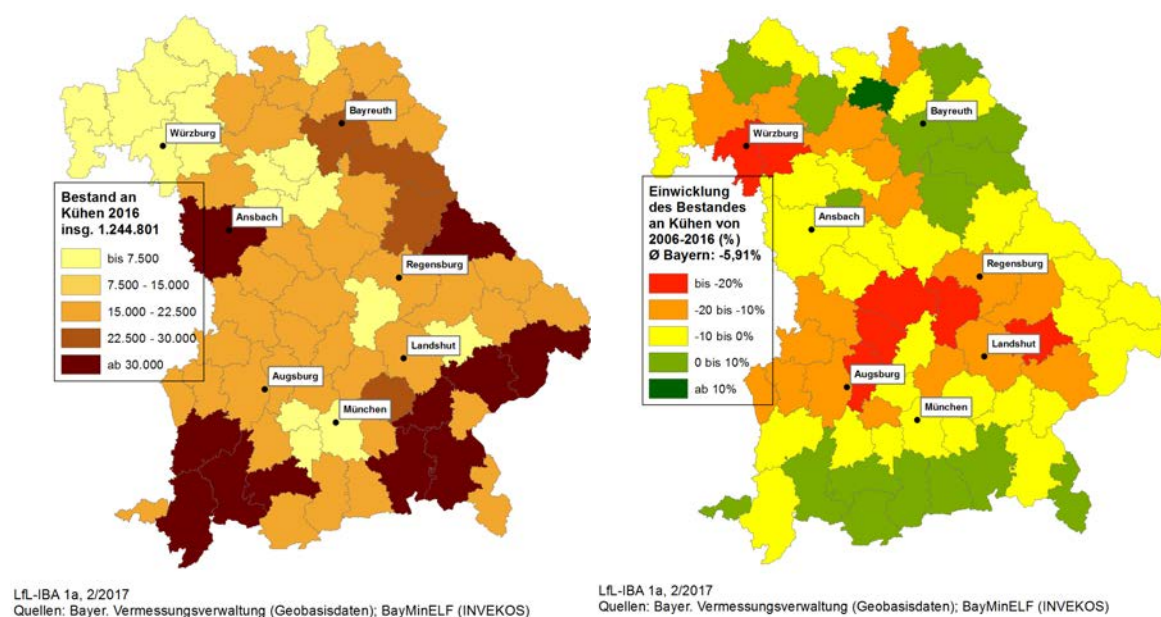 Bayreuth
Würzburg
Bestand an
Kühen 2016
insg. 1.244.801
bis 7.500
7.500 - 15.000
15.000 - 22.500
22.500 - 30.000
ab 30.000
Ansbach
Regensburg
Landshut
Augsburg
München
LfL-IBA 1a, 2/2017
Quellen: Bayer. Vermessungsverwaltung (Geobasisdaten); BayMinELF (INVEKOS)
Bayreuth
Würzburg
Einwicklung
des Bestandes
an Kühen von
2006-2016 (%)
Ø Bayern: -5,91%
bis -20%
-20 bis -10%
-10 bis 0%
0 bis 10%
ab 10%
Ansbach
Regensburg
Landshut
Augsburg
München
LfL-IBA 1a, 2/2017
Quellen: Bayer. Vermessungsverwaltung (Geobasisdaten); BayMinELF (INVEKOS)